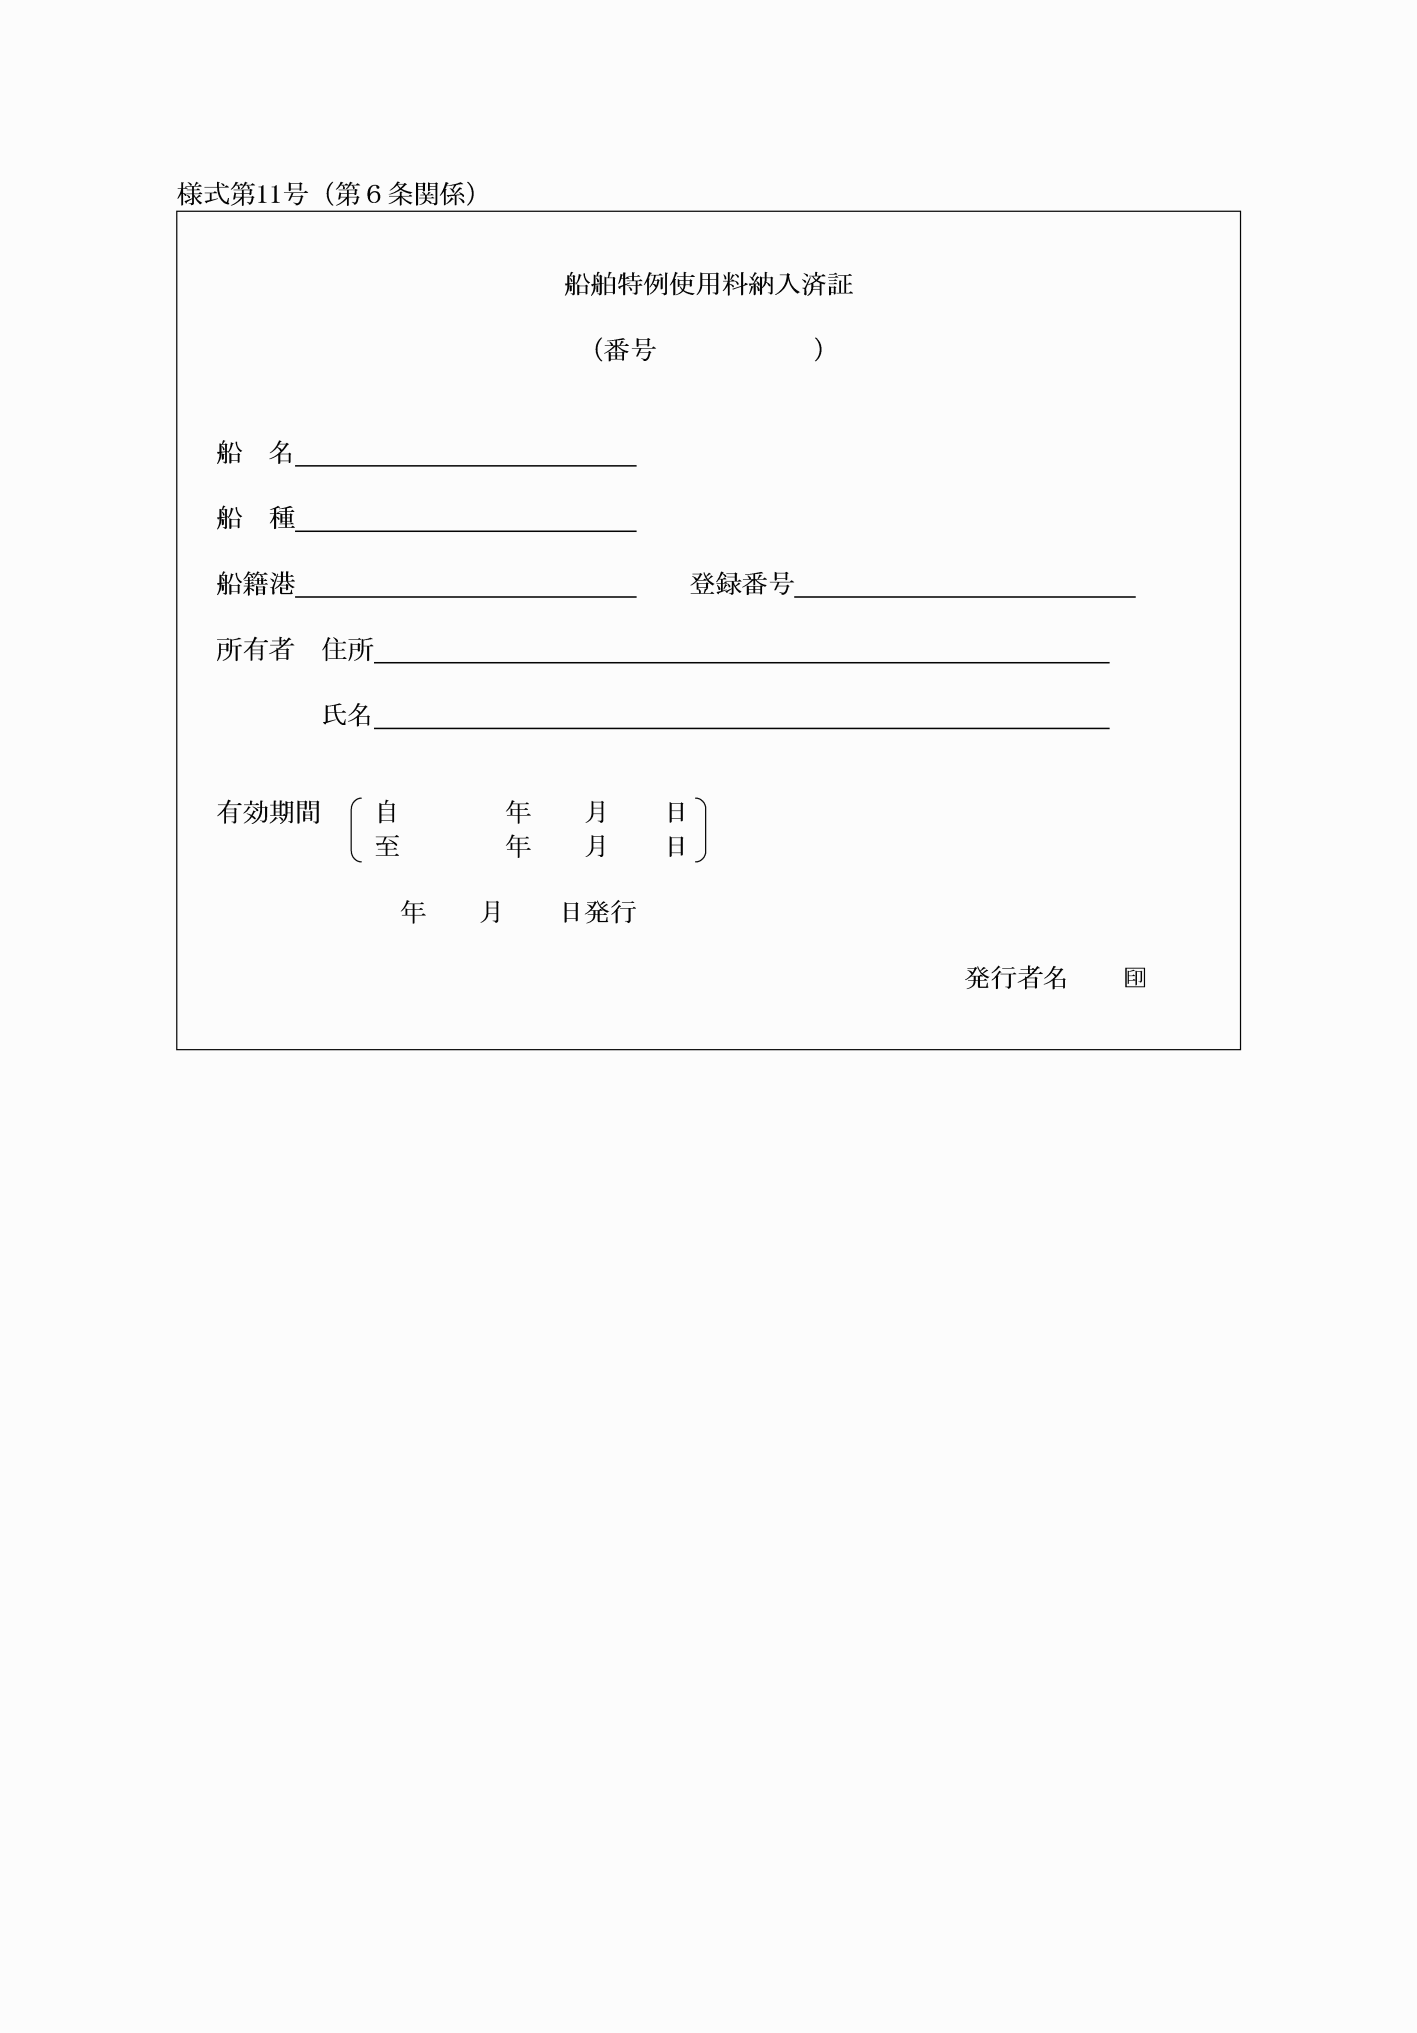 様式第11号（第６条関係）
船舶特例使用料納入済証
（番号　　　　　　）
船　名
船　種
船籍港　　登録番号
所有者　住所
氏名
有効期間　自　　　　年　　月　　日
至　　　　年　　月　　日
年　　月　　日発行
発行者名　　㊞